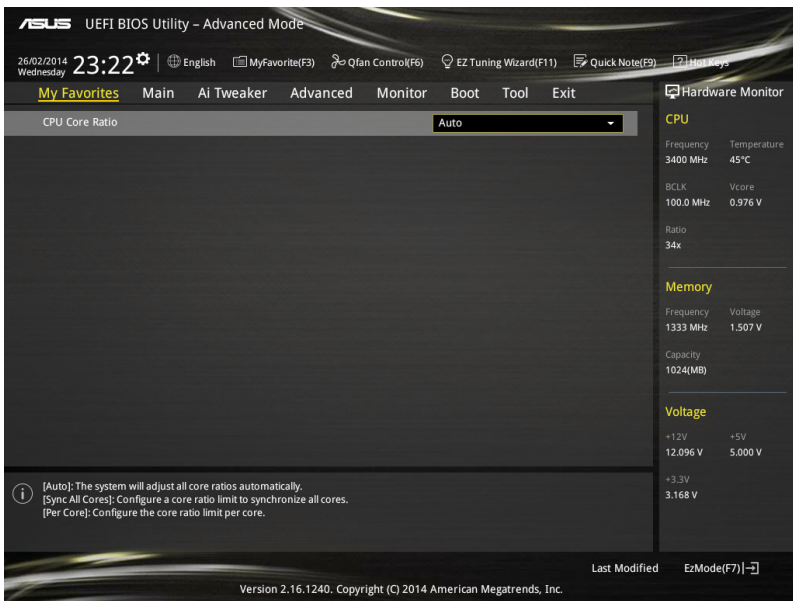 ASUS UEFI BIOS Utility – Advanced Mode
26/02/2014
Wednesday
23:22
English
MyFavorite(F3)
Qfan Control(F6)
EZ Tuning Wizard(F11)
Quick Note(F9)
? Hot Keys
My Favorites
Main
Ai Tweaker
Advanced
Monitor
Boot
Tool
Exit
CPU Core Ratio
Auto
Hardware Monitor
CPU
Frequency Temperature
3400 MHz 45°C
BCLK Vcore
100.0 MHz 0.976 V
Ratio
34x
Memory
Frequency Voltage
1333 MHz 1.507 V
Capacity
1024(MB)
Voltage
+12V +5V
12.096 V 5.000 V
+3.3V
3.168 V
[Auto]: The system will adjust all core ratios automatically.
[Sync All Cores]: Configure a core ratio limit to synchronize all cores.
[Per Core]: Configure the core ratio limit per core.
Last Modified
EzMode(F7)
Version 2.16.1240. Copyright (C) 2014 American Megatrends, Inc.